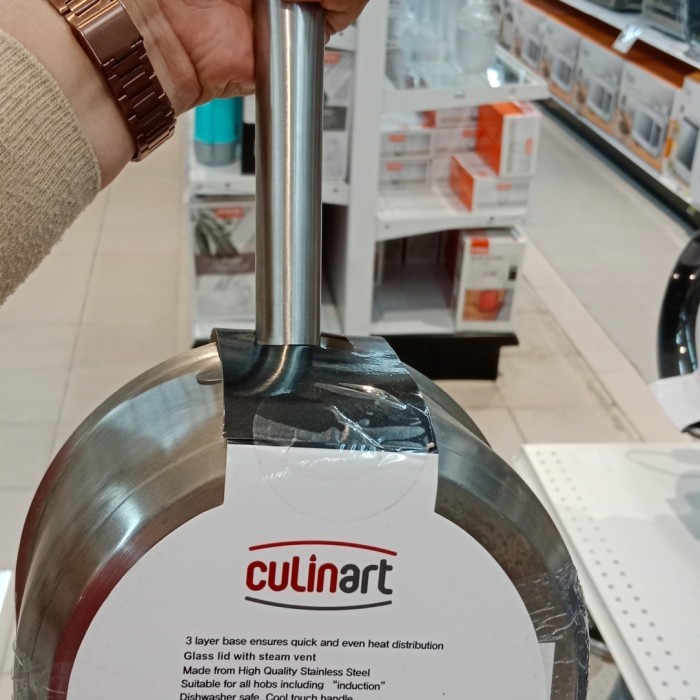 culinart
3 layer base ensures quick and even heat distribution
Glass lid with steam vent
Made from High Quality Stainless Steel
Suitable for all hobs including "induction"
Dishwasher safe, Cool touch handle